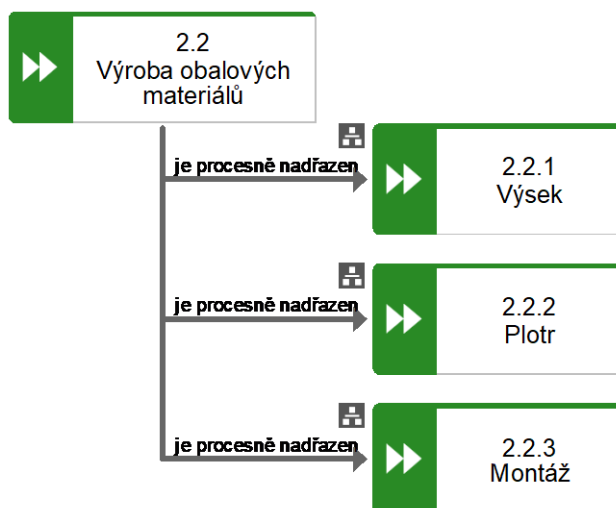 2.2
Výroba obalových
materiálů
je procesně nadřazen
2.2.1
Výsek
je procesně nadřazen
2.2.2
Plotr
je procesně nadřazen
2.2.3
Montáž